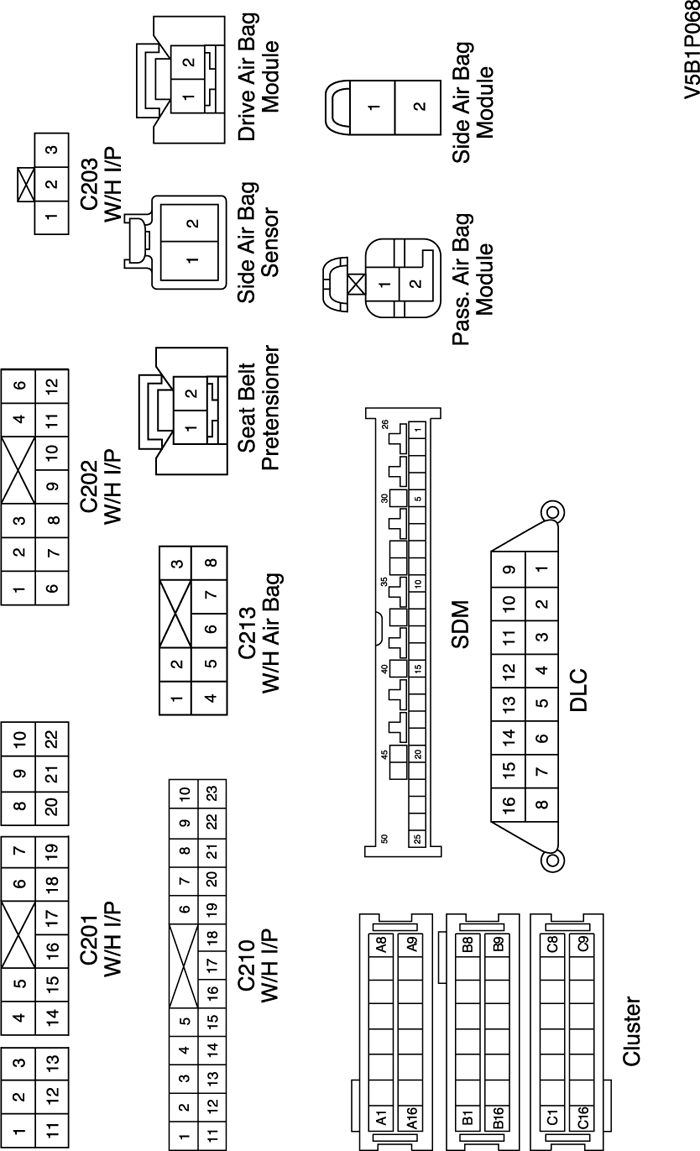 1 2 3 4 5 6 7 8 9 10
11 12 13 14 15 16 17 18 19 20 21 22
C201
W/H I/P
1 2 3 4 6
6 7 8 9 10 11 12
C202
W/H I/P
1 2 3
C203
W/H I/P
1 2 3 4 5 6 7 8 9 10
11 12 13 14 15 16 17 18 19 20 21 22 23
C210
W/H I/P
1 2 3
4 5 6 7 8
C213
W/H Air Bag
1 2
Seat Belt
Pretensioner
1 2
Side Air Bag
Sensor
1 2
Drive Air Bag
Module
A1 A8
A16 A9
B1 B8
B16 B9
C1 C8
C16 C9
Cluster
50 45 40 35 30 26
25 20 15 10 5 1
SDM
16 15 14 13 12 11 10 9
8 7 6 5 4 3 2 1
DLC
1
2
Pass. Air Bag
Module
1
2
Side Air Bag
Module
V5B1P068